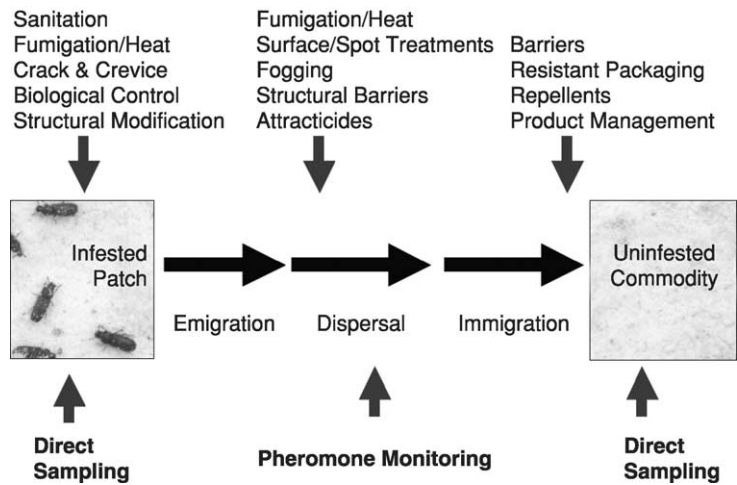 Sanitation
Fumigation/Heat
Crack & Crevice
Biological Control
Structural Modification
Fumigation/Heat
Surface/Spot Treatments
Fogging
Structural Barriers
Attracticides
Barriers
Resistant Packaging
Repellents
Product Management
Infested
Patch
Uninfested
Commodity
Emigration
Dispersal
Immigration
Direct
Sampling
Pheromone Monitoring
Direct
Sampling